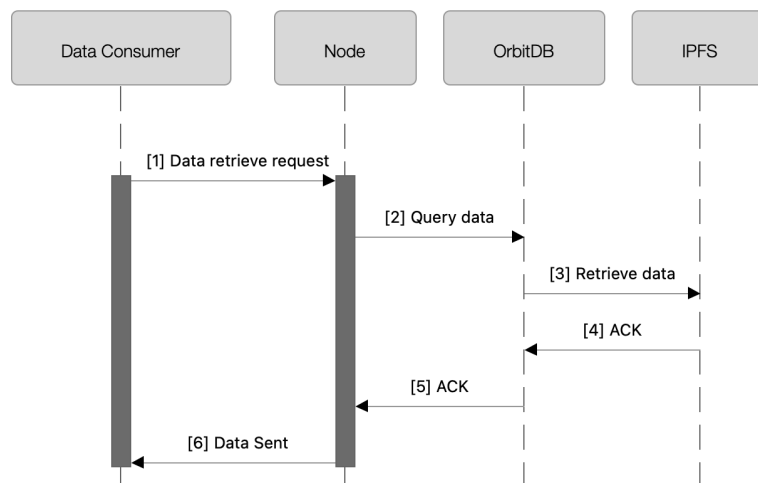 Data Consumer
Node
OrbitDB
IPFS
[1] Data retrieve request
[2] Query data
[3] Retrieve data
[4] ACK
[5] ACK
[6] Data Sent